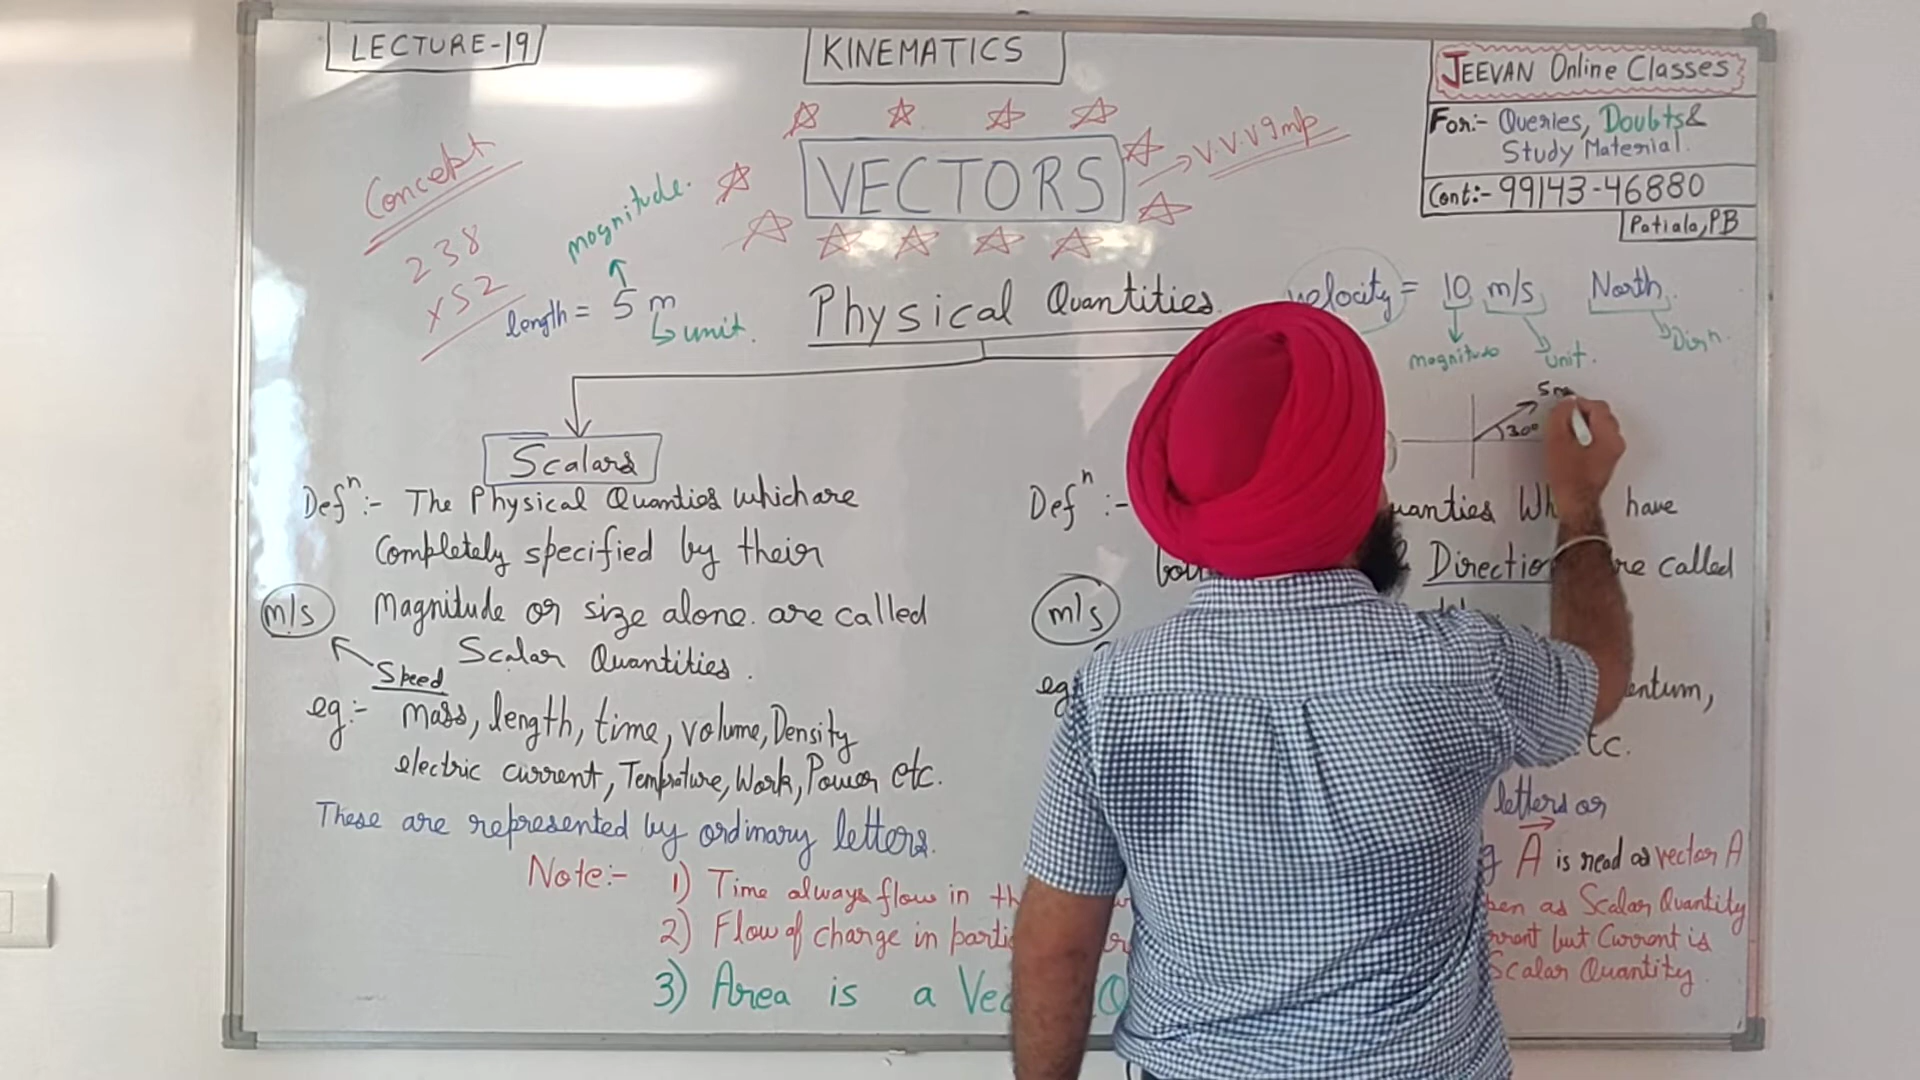 LECTURE-19
KINEMATICS
JEEVAN Online Classes
For:- Queries, Doubts &
Study Material.
Cont:- 99143-46880
Patiala, PB
Concept
238
x52
magnitude.
length = 5 m
unit.
VECTORS
V.V.V Imp
Physical Quantities.
velocity = 10 m/s North
magnitude
unit.
Dirn.
5m
30°
Scalars
Defn:- The Physical Quanties which are
Completely specified by their
m/s
Magnitude or size alone. are called
Scalar Quantities.
Speed
eg:- Mass, length, time, volume, Density
electric current, Temprature, Work, Power etc.
These are represented by ordinary letters.
Defn:-
uanties Wh have
Direction are called
m/s
eg
entum,
etc.
letters or
A is read as vector A
Note:- 1) Time always flow in th
en as Scalar Quantity
2) Flow of charge in parti
rrent but Current is
Scalar Quantity.
3) Area is a Vec